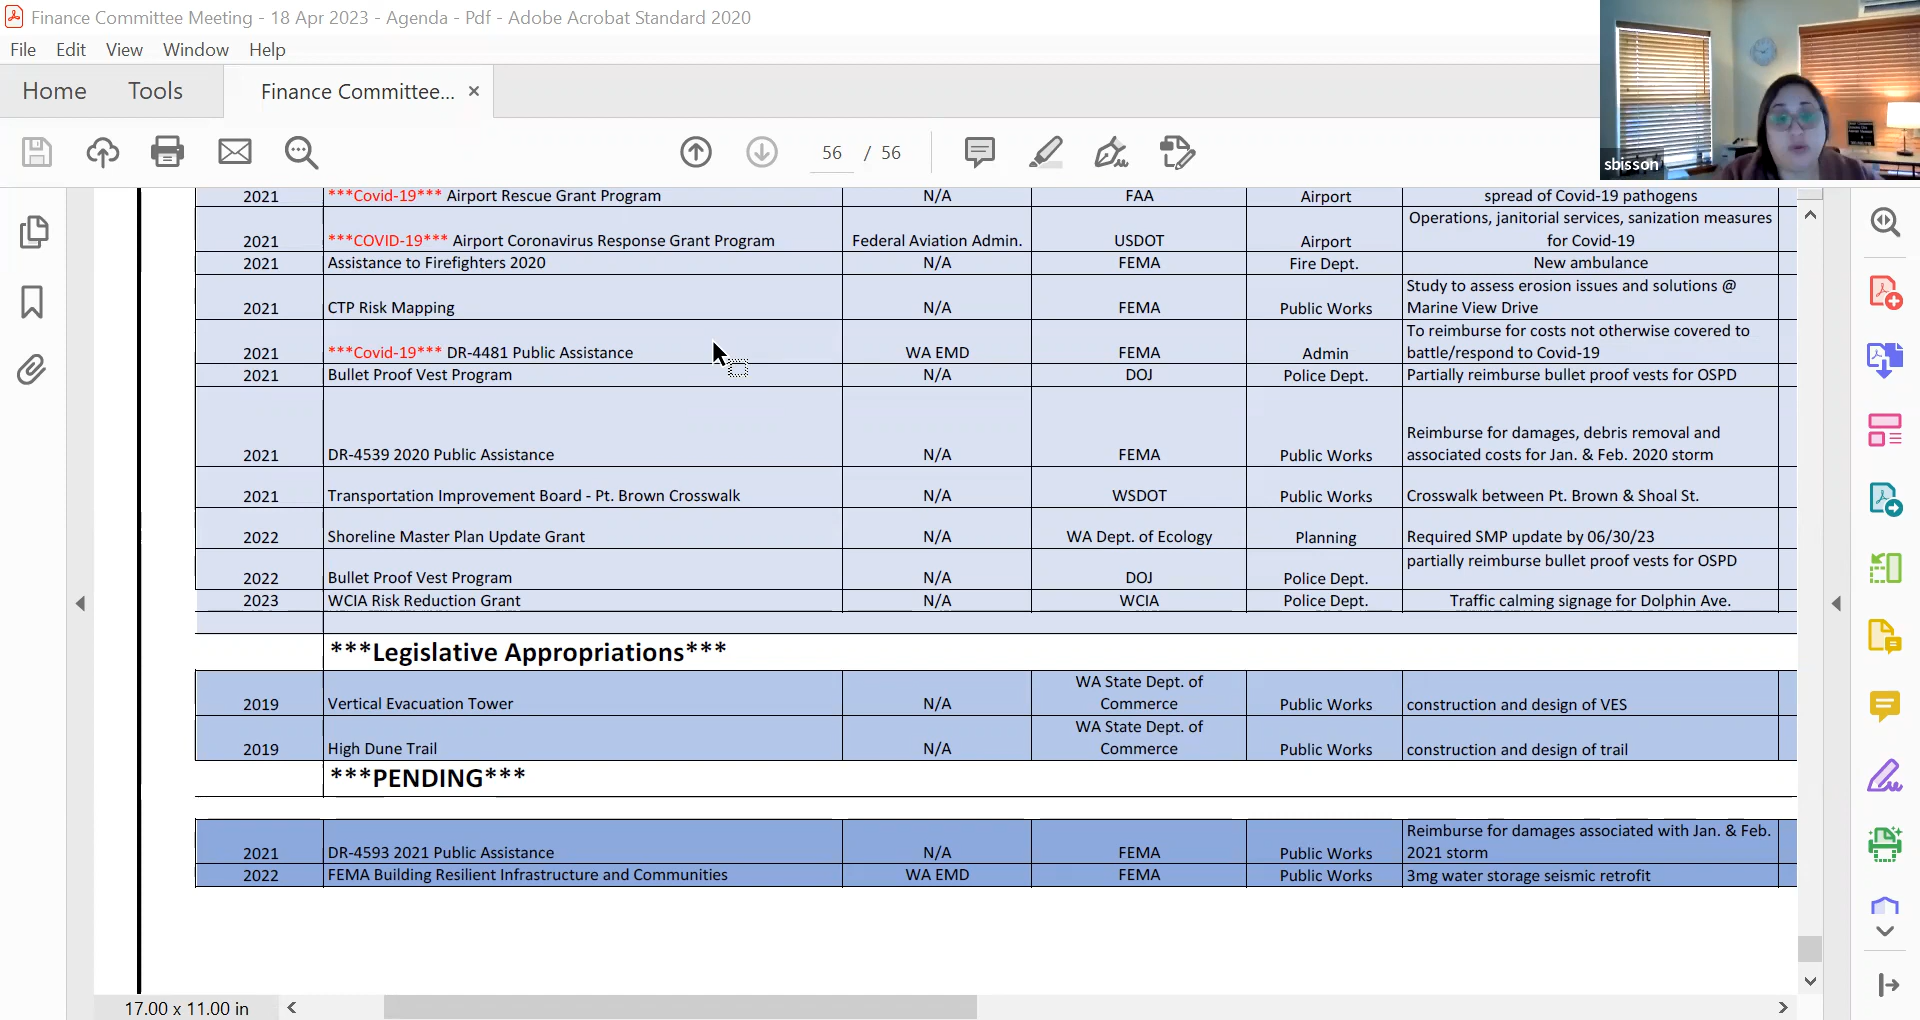 Finance Committee Meeting - 18 Apr 2023 - Agenda - Pdf - Adobe Acrobat Standard 2020
File Edit View Window Help
Home Tools Finance Committee... ×
56 / 56
sbisson
2021 ***Covid-19*** Airport Rescue Grant Program N/A FAA Airport spread of Covid-19 pathogens
Operations, janitorial services, sanization measures
2021 ***COVID-19*** Airport Coronavirus Response Grant Program Federal Aviation Admin. USDOT Airport for Covid-19
2021 Assistance to Firefighters 2020 N/A FEMA Fire Dept. New ambulance
Study to assess erosion issues and solutions @
2021 CTP Risk Mapping N/A FEMA Public Works Marine View Drive
To reimburse for costs not otherwise covered to
2021 ***Covid-19*** DR-4481 Public Assistance WA EMD FEMA Admin battle/respond to Covid-19
2021 Bullet Proof Vest Program N/A DOJ Police Dept. Partially reimburse bullet proof vests for OSPD
Reimburse for damages, debris removal and
2021 DR-4539 2020 Public Assistance N/A FEMA Public Works associated costs for Jan. & Feb. 2020 storm
2021 Transportation Improvement Board - Pt. Brown Crosswalk N/A WSDOT Public Works Crosswalk between Pt. Brown & Shoal St.
2022 Shoreline Master Plan Update Grant N/A WA Dept. of Ecology Planning Required SMP update by 06/30/23
partially reimburse bullet proof vests for OSPD
2022 Bullet Proof Vest Program N/A DOJ Police Dept.
2023 WCIA Risk Reduction Grant N/A WCIA Police Dept. Traffic calming signage for Dolphin Ave.
***Legislative Appropriations***
WA State Dept. of
2019 Vertical Evacuation Tower N/A Commerce Public Works construction and design of VES
WA State Dept. of
2019 High Dune Trail N/A Commerce Public Works construction and design of trail
***PENDING***
Reimburse for damages associated with Jan. & Feb.
2021 DR-4593 2021 Public Assistance N/A FEMA Public Works 2021 storm
2022 FEMA Building Resilient Infrastructure and Communities WA EMD FEMA Public Works 3mg water storage seismic retrofit
17.00 x 11.00 in